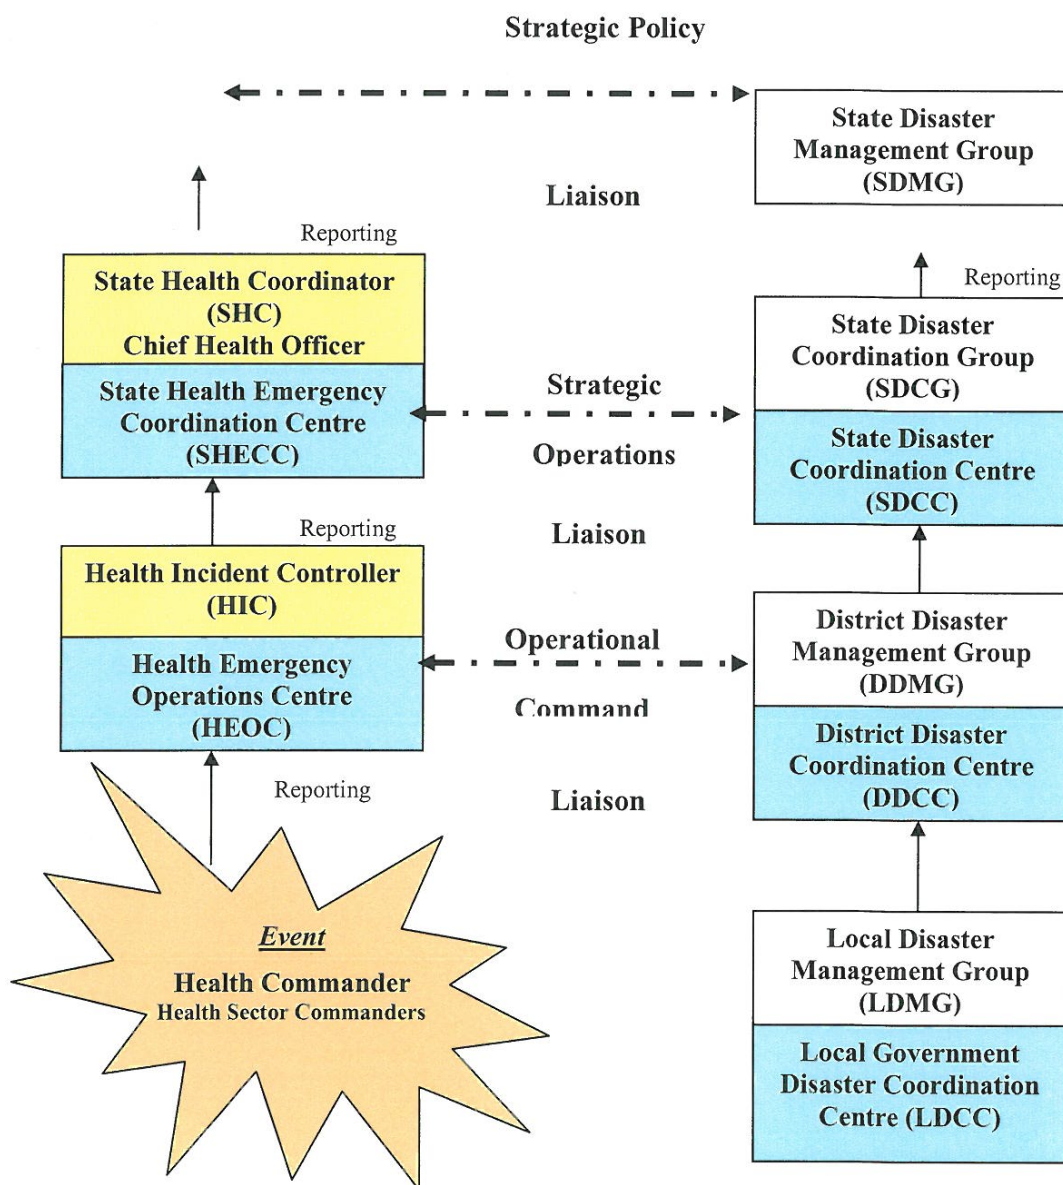 Strategic Policy
State Disaster
Management Group
(SDMG)
Liaison
Reporting
State Health Coordinator
(SHC)
Chief Health Officer
State Health Emergency
Coordination Centre
(SHECC)
Reporting
State Disaster
Coordination Group
(SDCG)
State Disaster
Coordination Centre
(SDCC)
Strategic
Operations
Liaison
Reporting
Health Incident Controller
(HIC)
Health Emergency
Operations Centre
(HEOC)
Operational
Command
Liaison
District Disaster
Management Group
(DDMG)
District Disaster
Coordination Centre
(DDCC)
Reporting
Event
Health Commander
Health Sector Commanders
Local Disaster
Management Group
(LDMG)
Local Government
Disaster Coordination
Centre (LDCC)